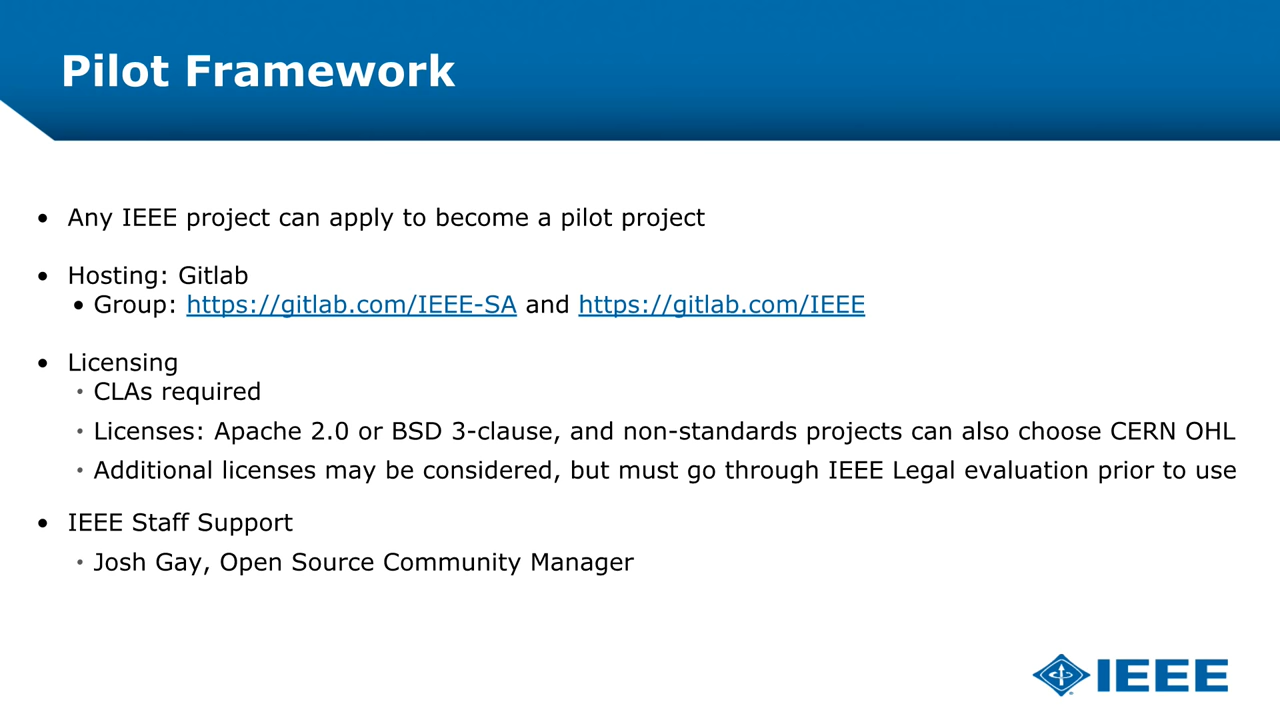 Pilot Framework
• Any IEEE project can apply to become a pilot project
• Hosting: Gitlab
• Group: https://gitlab.com/IEEE-SA and https://gitlab.com/IEEE
• Licensing
• CLAs required
• Licenses: Apache 2.0 or BSD 3-clause, and non-standards projects can also choose CERN OHL
• Additional licenses may be considered, but must go through IEEE Legal evaluation prior to use
• IEEE Staff Support
• Josh Gay, Open Source Community Manager
IEEE